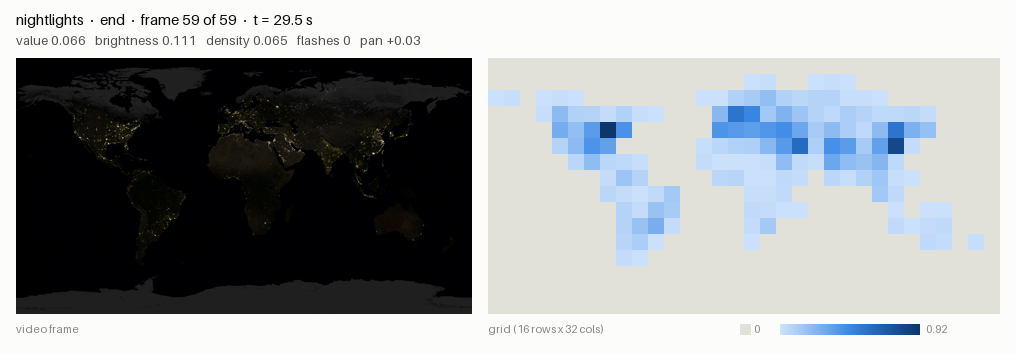 nightlights · end · frame 59 of 59 · t = 29.5 s
value 0.066 brightness 0.111 density 0.065 flashes 0 pan +0.03
video frame
grid (16 rows x 32 cols)
0
0.92